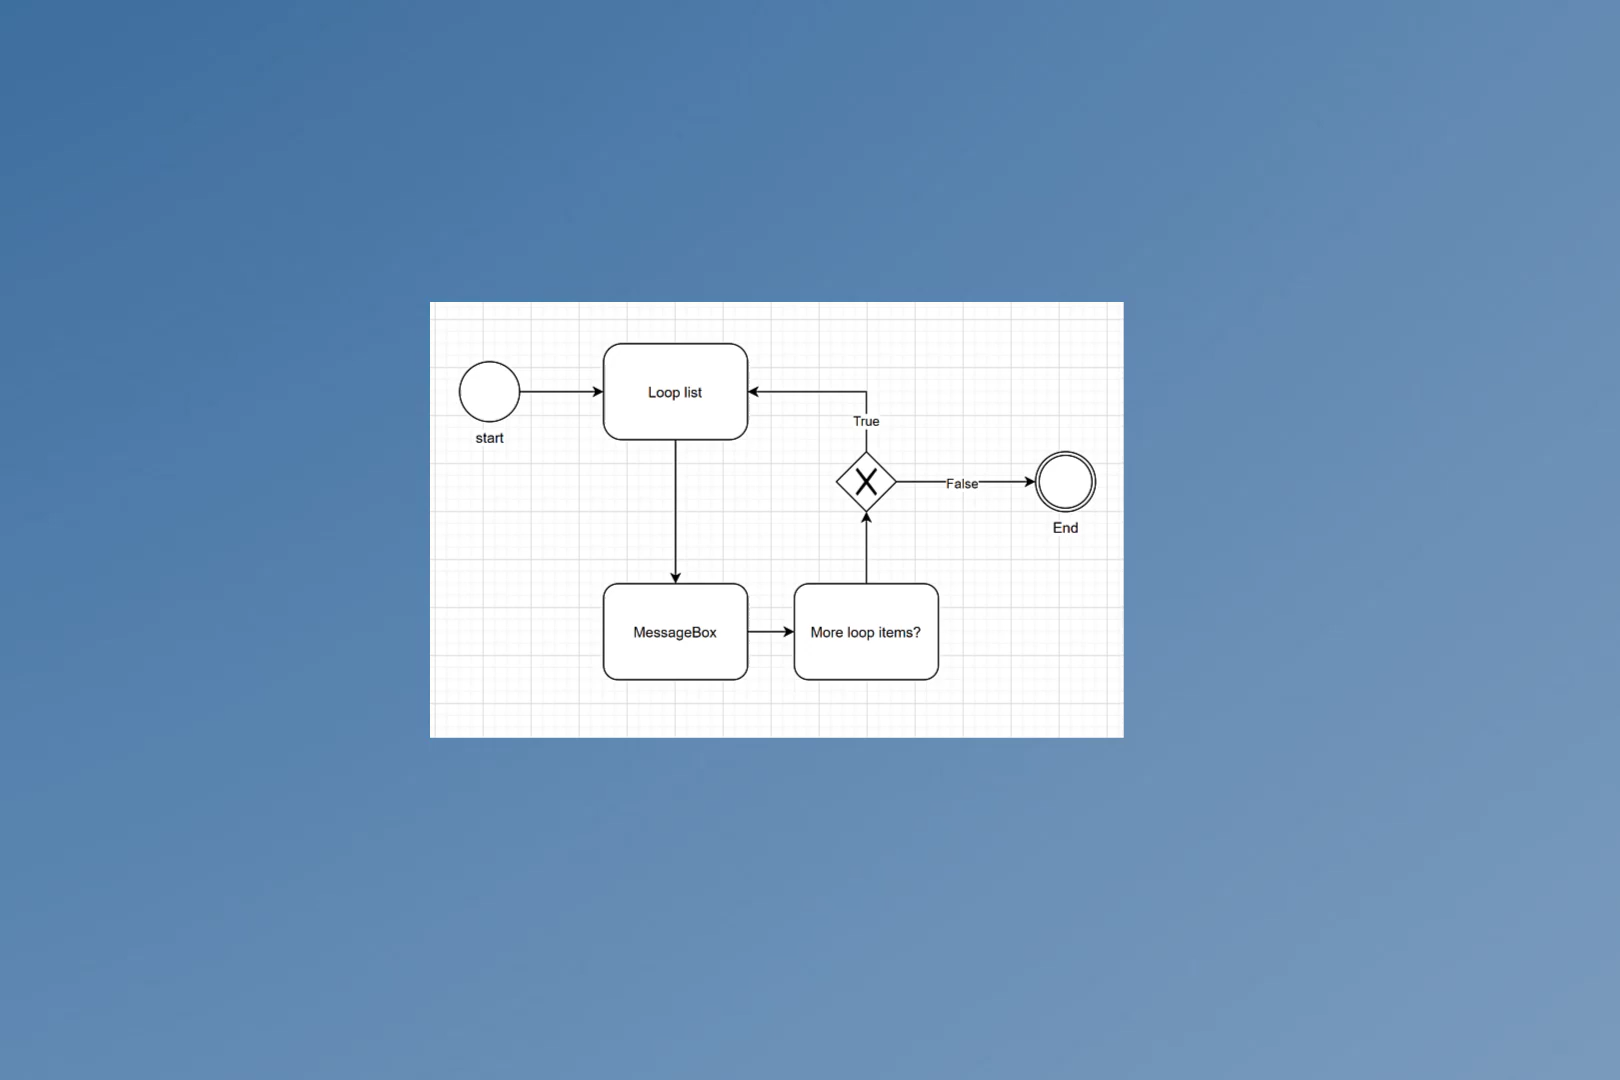 Loop list
start
True
False
End
MessageBox
More loop items?